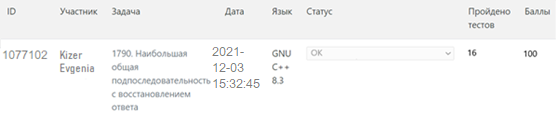 ID Участник Задача Дата Язык Статус Пройдено тестов Баллы
1077102 Kizer Evgenia 1790. Наибольшая общая подпоследовательность с восстановлением ответа 2021-12-03 15:32:45 GNU C++ 8.3 OK 16 100